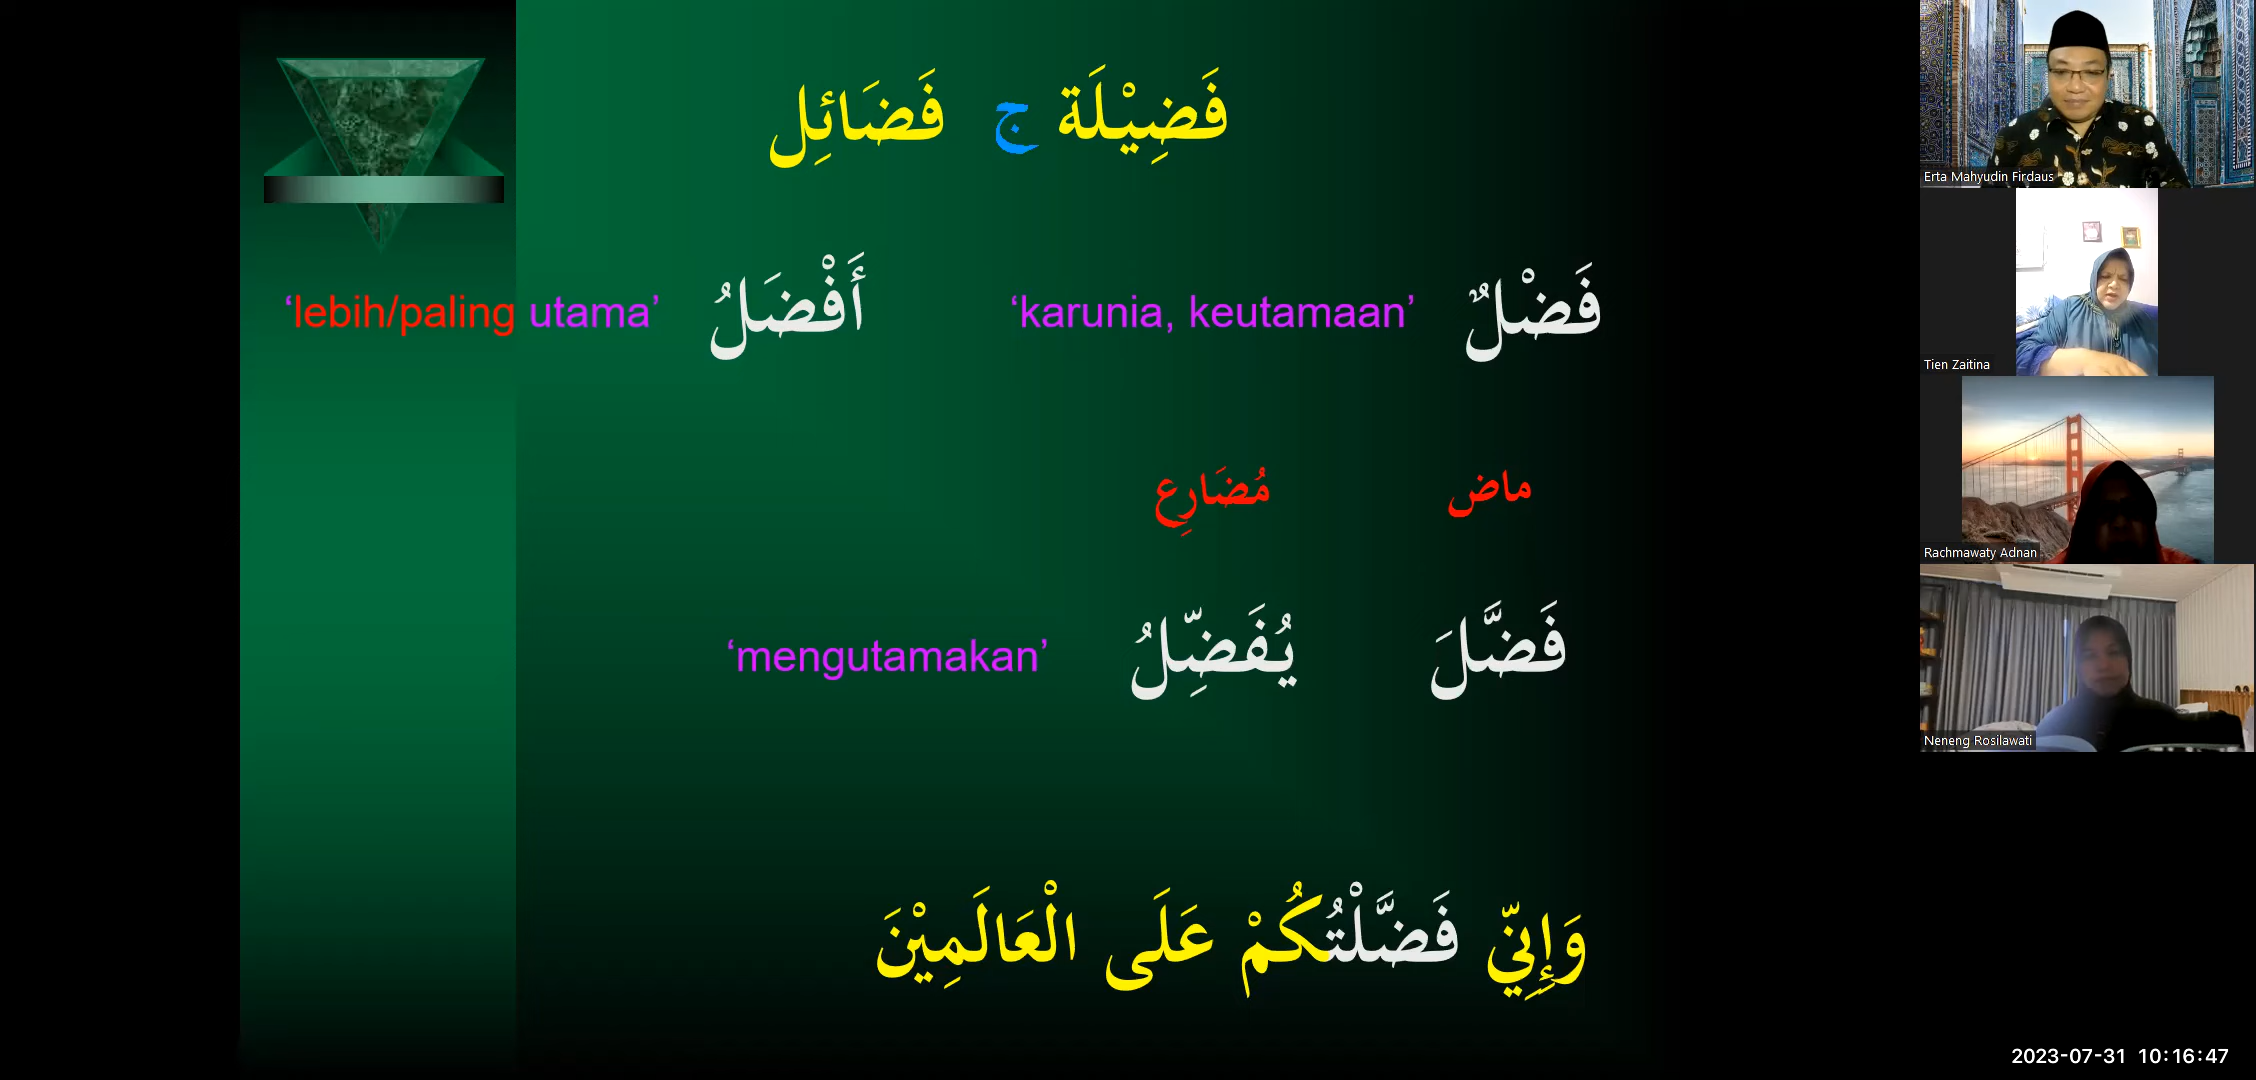 فَضِيْلَة ج فَضَائِل
فَضْلٌ ‘karunia, keutamaan’ أَفْضَلُ ‘lebih/paling utama’
ماض مُضَارِع
فَضَّلَ يُفَضِّلُ ‘mengutamakan’
وَإِنِّيْ فَضَّلْتُكُمْ عَلَى الْعَالَمِيْنَ
Erta Mahyudin Firdaus
Tien Zaitina
Rachmawaty Adnan
Neneng Rosilawati
2023-07-31 10:16:47